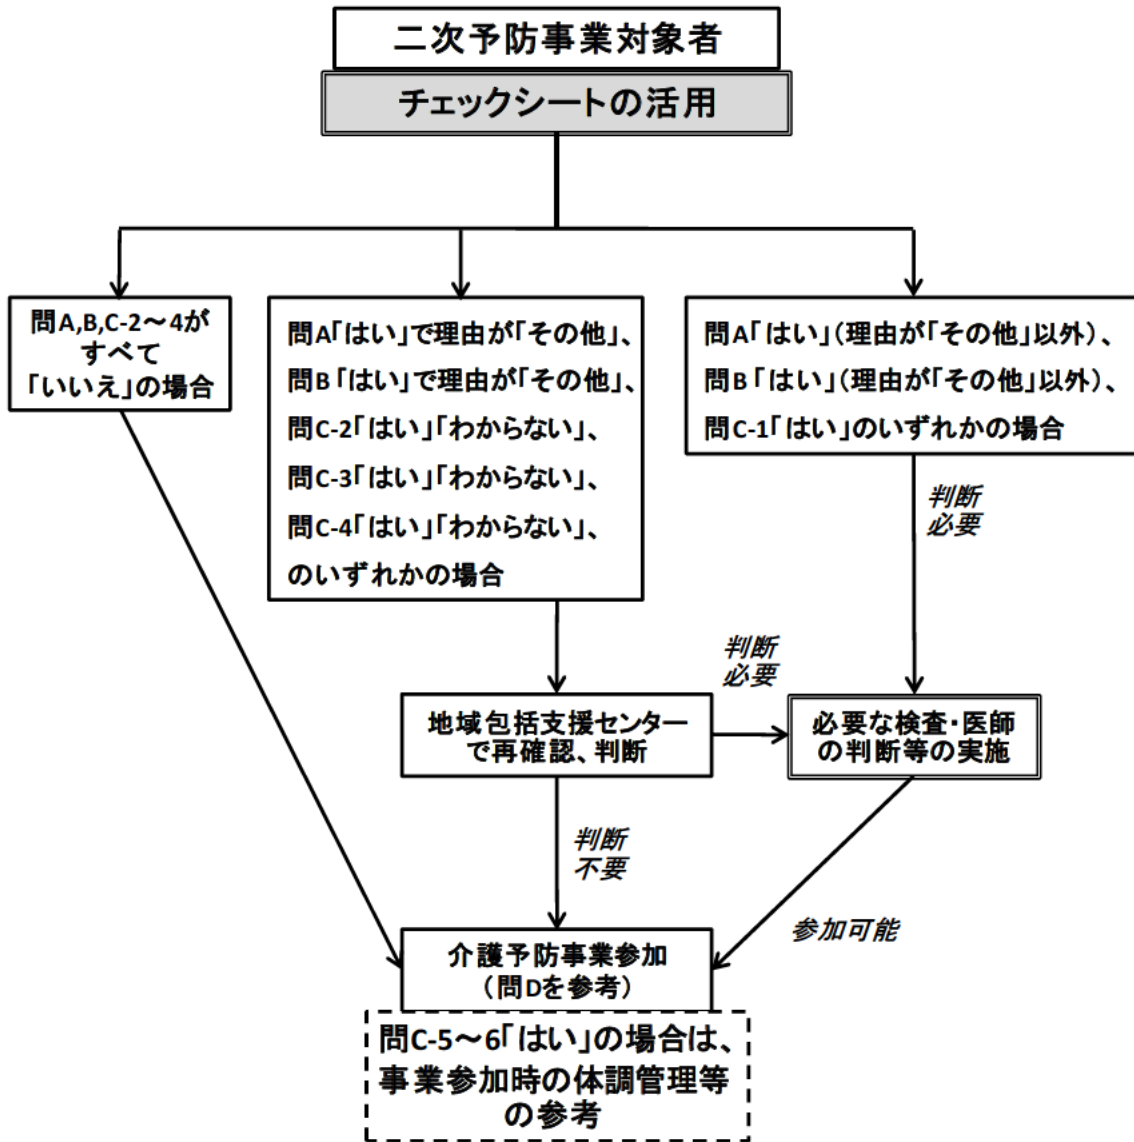 二次予防事業対象者
チェックシートの活用
問A,B,C-2～4が
すべて
「いいえ」の場合
問A「はい」で理由が「その他」、
問B「はい」で理由が「その他」、
問C-2「はい」「わからない」、
問C-3「はい」「わからない」、
問C-4「はい」「わからない」、
のいずれかの場合
問A「はい」(理由が「その他」以外)、
問B「はい」(理由が「その他」以外)、
問C-1「はい」のいずれかの場合
判断
必要
判断
必要
地域包括支援センター
で再確認、判断
必要な検査・医師
の判断等の実施
判断
不要
参加可能
介護予防事業参加
(問Dを参考)
問C-5～6「はい」の場合は、
事業参加時の体調管理等
の参考